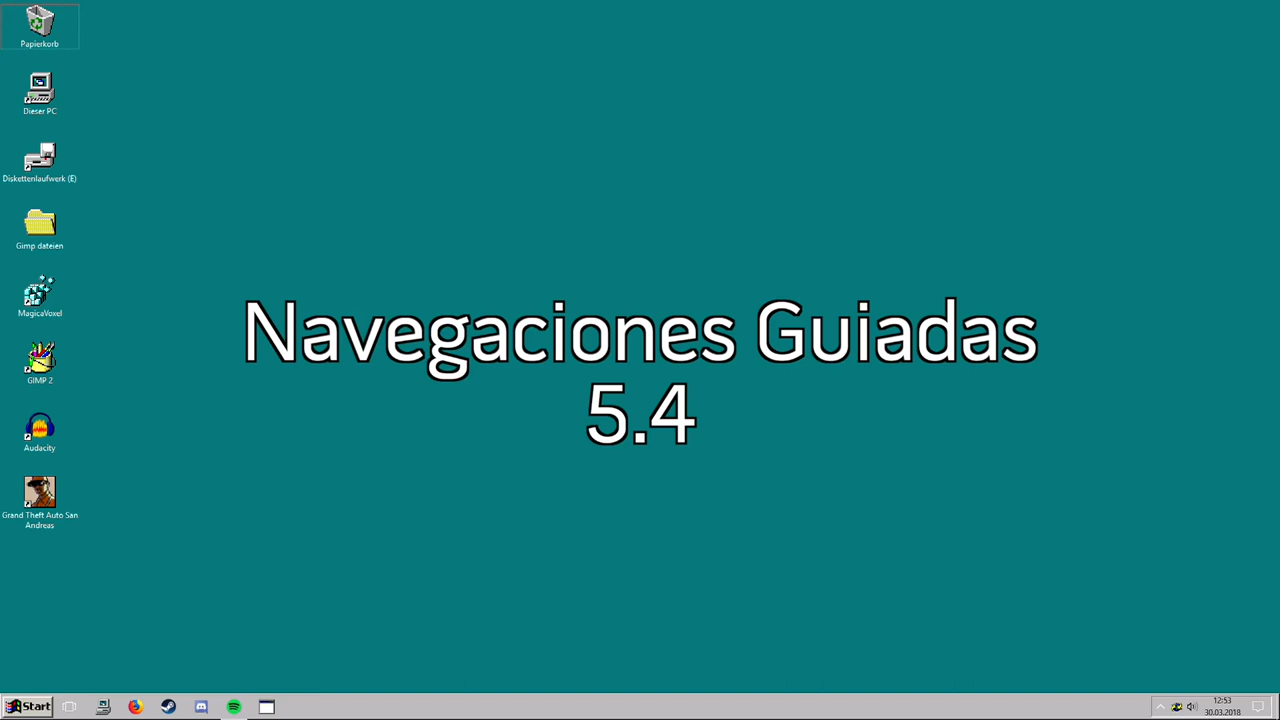 Papierkorb
Dieser PC
Diskettenlaufwerk (E)
Gimp dateien
MagicaVoxel
GIMP 2
Audacity
Grand Theft Auto San
Andreas
Navegaciones Guiadas
5.4
Start
12:53
30.03.2018